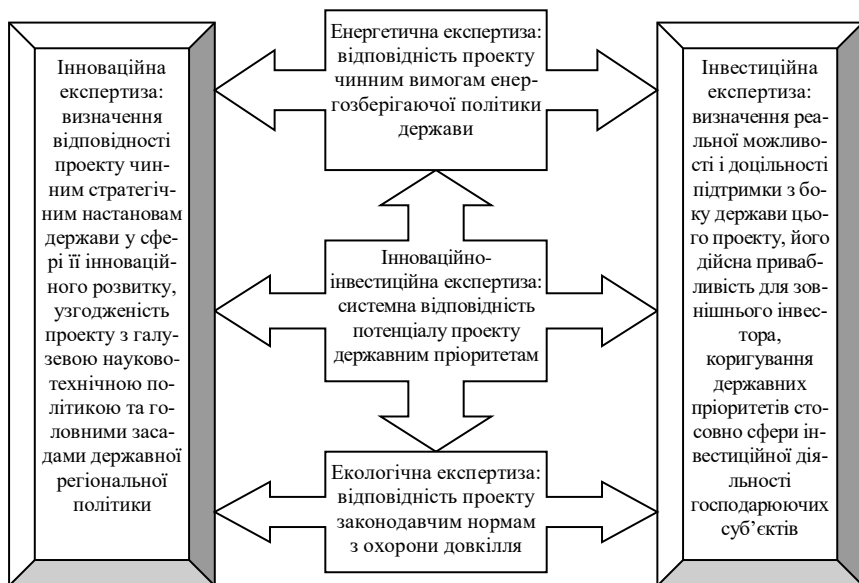 Інноваційна
експертиза:
визначення
відповідності
проекту чин-
ним стратегіч-
ним настановам
держави у сфе-
рі її інновацій-
ного розвитку,
узгодженість
проекту з галу-
зевою науково-
технічною по-
літикою та го-
ловними заса-
дами державної
регіональної
політики
Енергетична експертиза:
відповідність проекту
чинним вимогам енер-
гозберігаючої політики
держави
Інноваційно-
інвестиційна експертиза:
системна відповідність
потенціалу проекту
державним пріоритетам
Екологічна експертиза:
відповідність проекту
законодавчим нормам
з охорони довкілля
Інвестиційна
експертиза:
визначення реа-
льної можливо-
сті і доцільності
підтримки з бо-
ку держави цьо-
го проекту, його
дійсна приваб-
ливість для зов-
нішнього інвес-
тора,
коригування
державних
пріоритетів сто-
совно сфери ін-
вестиційної дія-
льності
господарюючих
суб’єктів